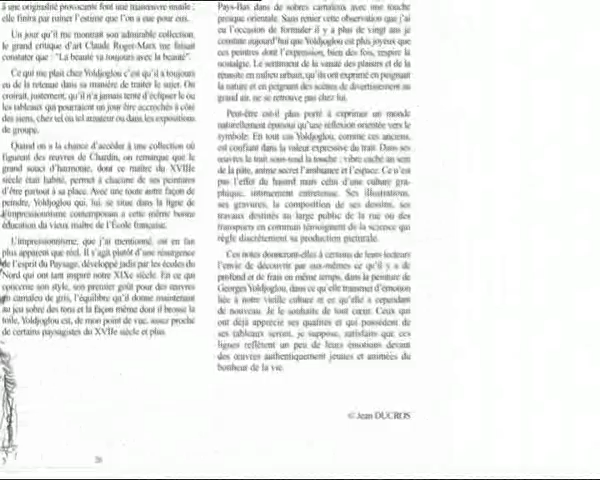 à une originalité provocante font une mauvaise route ;
elle finira par ruiner l'estime que l'on a eue pour eux.
Un jour qu'il me montrait son admirable collection,
le grand critique d'art Claude Roger-Marx me faisait
constater que : "La beauté va toujours avec la beauté".
Ce qui me plaît chez Yoldjoglou c'est qu'il a toujours
eu de la retenue dans sa manière de traiter le sujet. On
croirait, justement, qu'il n'a jamais tenté d'éclipser le ou
les tableaux qui pourraient un jour être accrochés à côté
des siens, chez tel ou tel amateur ou dans les expositions
de groupe.
Quand on a la chance d'accéder à une collection où
figurent des œuvres de Chardin, on remarque que le
grand souci d'harmonie, dont ce maître du XVIIIe
siècle était habité, permet à chacune de ses peintures
d'être partout à sa place. Avec une toute autre façon de
peindre, Yoldjoglou qui, lui, se situe dans la ligne de
l'impressionnisme contemporain a cette même bonne
éducation du vieux maître de l'École française.
L'impressionnisme, que j'ai mentionné, est en fait
plus apparent que réel. Il s'agit plutôt d'une résurgence
de l'esprit du Paysage, développé jadis par les écoles du
Nord qui ont tant inspiré notre XIXe siècle. En ce qui
concerne son style, son premier goût pour des œuvres
en camaïeu de gris, l'équilibre qu'il donne maintenant
au jeu sobre des tons et la façon même dont il brosse la
toile, Yoldjoglou est, de mon point de vue, assez proche
de certains paysagistes du XVIIe siècle et plus
26
Pays-Bas dans de sobres camaïeux avec une touche
presque orientale. Sans renier cette observation que j'ai
eu l'occasion de formuler il y a plus de vingt ans je
constate aujourd'hui que Yoldjoglou est plus joyeux que
ces peintres dont l'expression, bien des fois, respire la
nostalgie. Le sentiment de la vanité des plaisirs et de la
réussite en milieu urbain, qu'ils ont exprimé en peignant
la nature et en peignant des scènes de divertissement au
grand air, ne se retrouve pas chez lui.
Peut-être est-il plus porté à exprimer un monde
naturellement épanoui qu'une réflexion orientée vers le
symbole. En tout cas Yoldjoglou, comme ces anciens,
est confiant dans la valeur expressive du trait. Dans ses
œuvres le trait sous-tend la touche ; vibre caché au sein
de la pâte, anime secret l'ambiance et l'espace. Ce n'est
pas l'effet du hasard mais celui d'une culture gra-
phique, intimement entretenue. Ses illustrations,
ses gravures, la composition de ses dessins, ses
travaux destinés au large public de la rue ou des
transports en commun témoignent de la science qui
règle discrètement sa production picturale.
Ces notes donneront-elles à certains de leurs lecteurs
l'envie de découvrir par eux-mêmes ce qu'il y a de
profond et de frais en même temps, dans la peinture de
Georges Yoldjoglou, dans ce qu'elle transmet d'émotion
liée à notre vieille culture et ce qu'elle a cependant
de nouveau. Je le souhaite de tout cœur. Ceux qui
ont déjà apprécié ses qualités et qui possèdent de
ses tableaux seront, je suppose, satisfaits que ces
lignes reflètent un peu de leurs émotions devant
des œuvres authentiquement jeunes et animées du
bonheur de la vie.
© Jean DUCROS